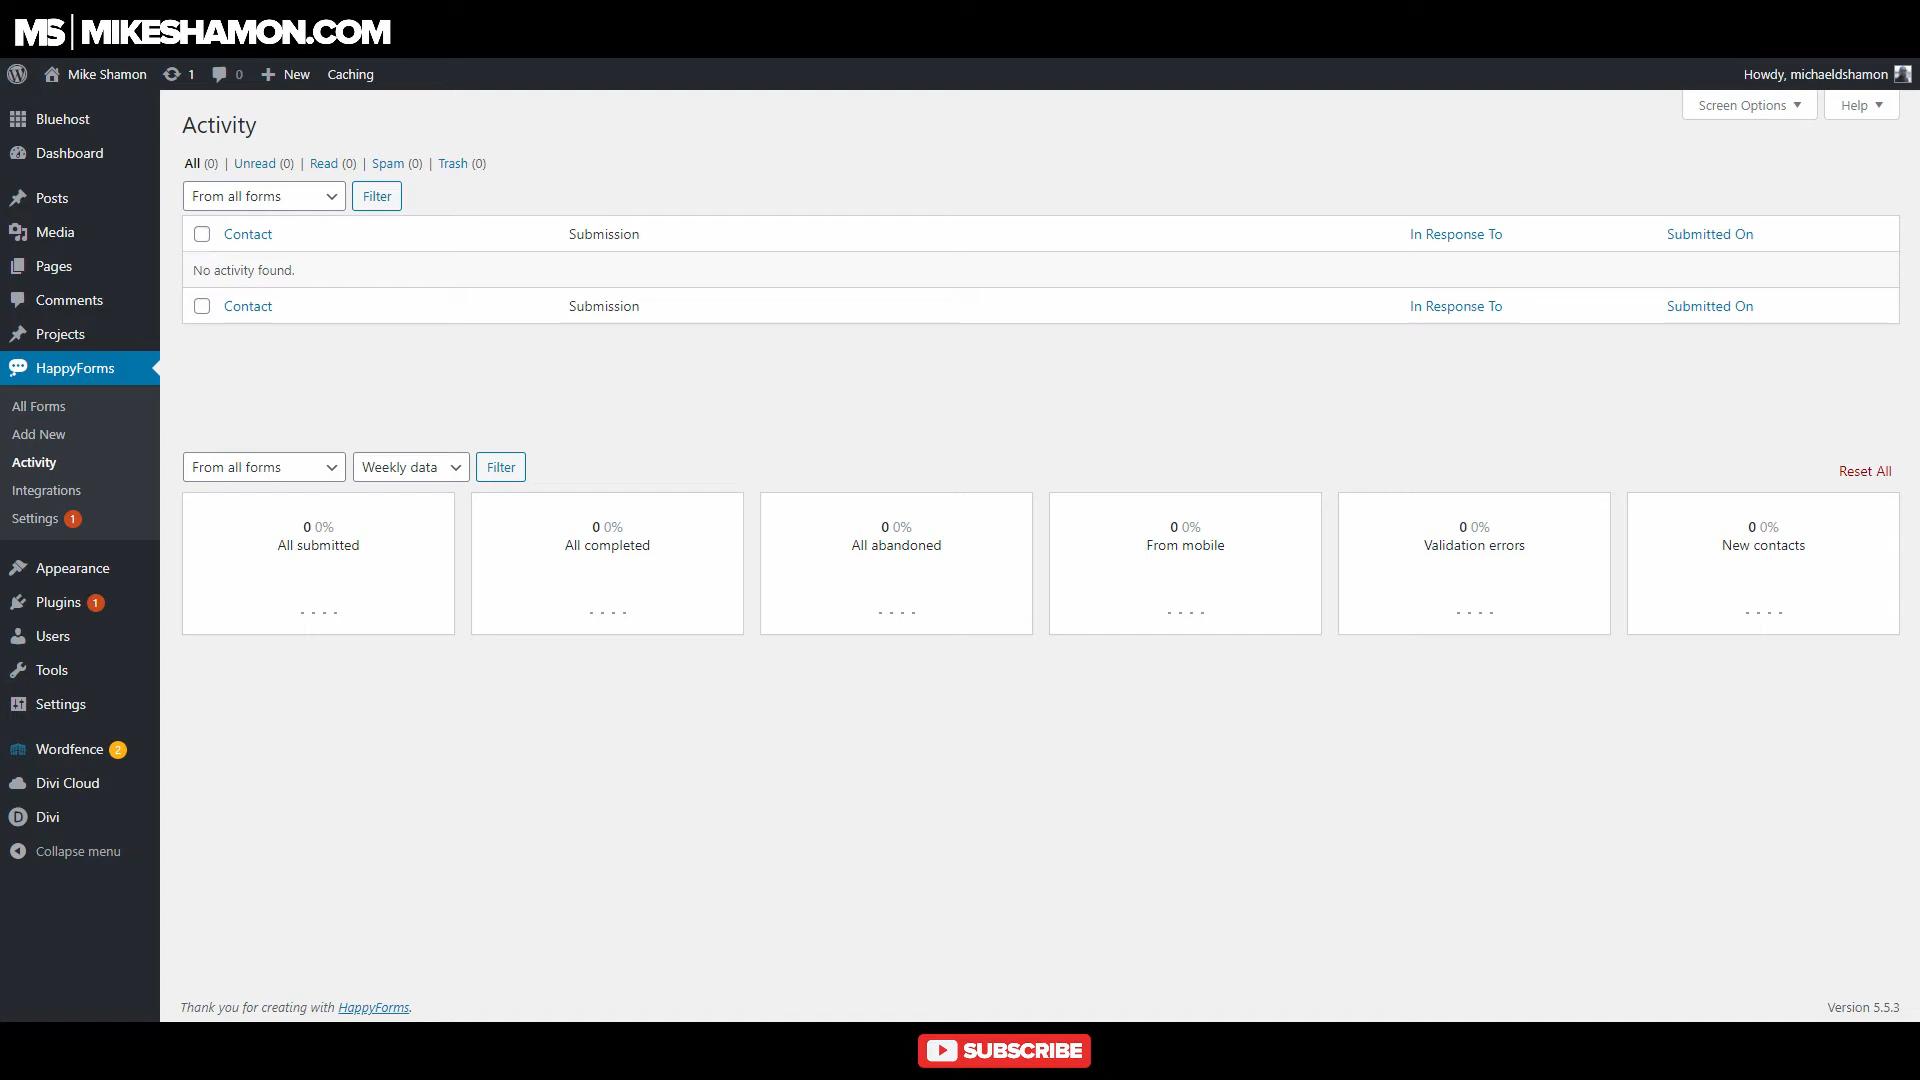 MS | MIKESHAMON.COM
Mike Shamon 1 0 New Caching Howdy, michaeldshamon
Screen Options Help
Bluehost
Dashboard
Posts
Media
Pages
Comments
Projects
HappyForms
All Forms
Add New
Activity
Integrations
Settings 1
Appearance
Plugins 1
Users
Tools
Settings
Wordfence 2
Divi Cloud
D Divi
Collapse menu
Activity
All (0) | Unread (0) | Read (0) | Spam (0) | Trash (0)
From all forms Filter
Contact Submission In Response To Submitted On
No activity found.
Contact Submission In Response To Submitted On
From all forms Weekly data Filter Reset All
0 0%
All submitted
- - - -
0 0%
All completed
- - - -
0 0%
All abandoned
- - - -
0 0%
From mobile
- - - -
0 0%
Validation errors
- - - -
0 0%
New contacts
- - - -
Thank you for creating with HappyForms. Version 5.5.3
SUBSCRIBE